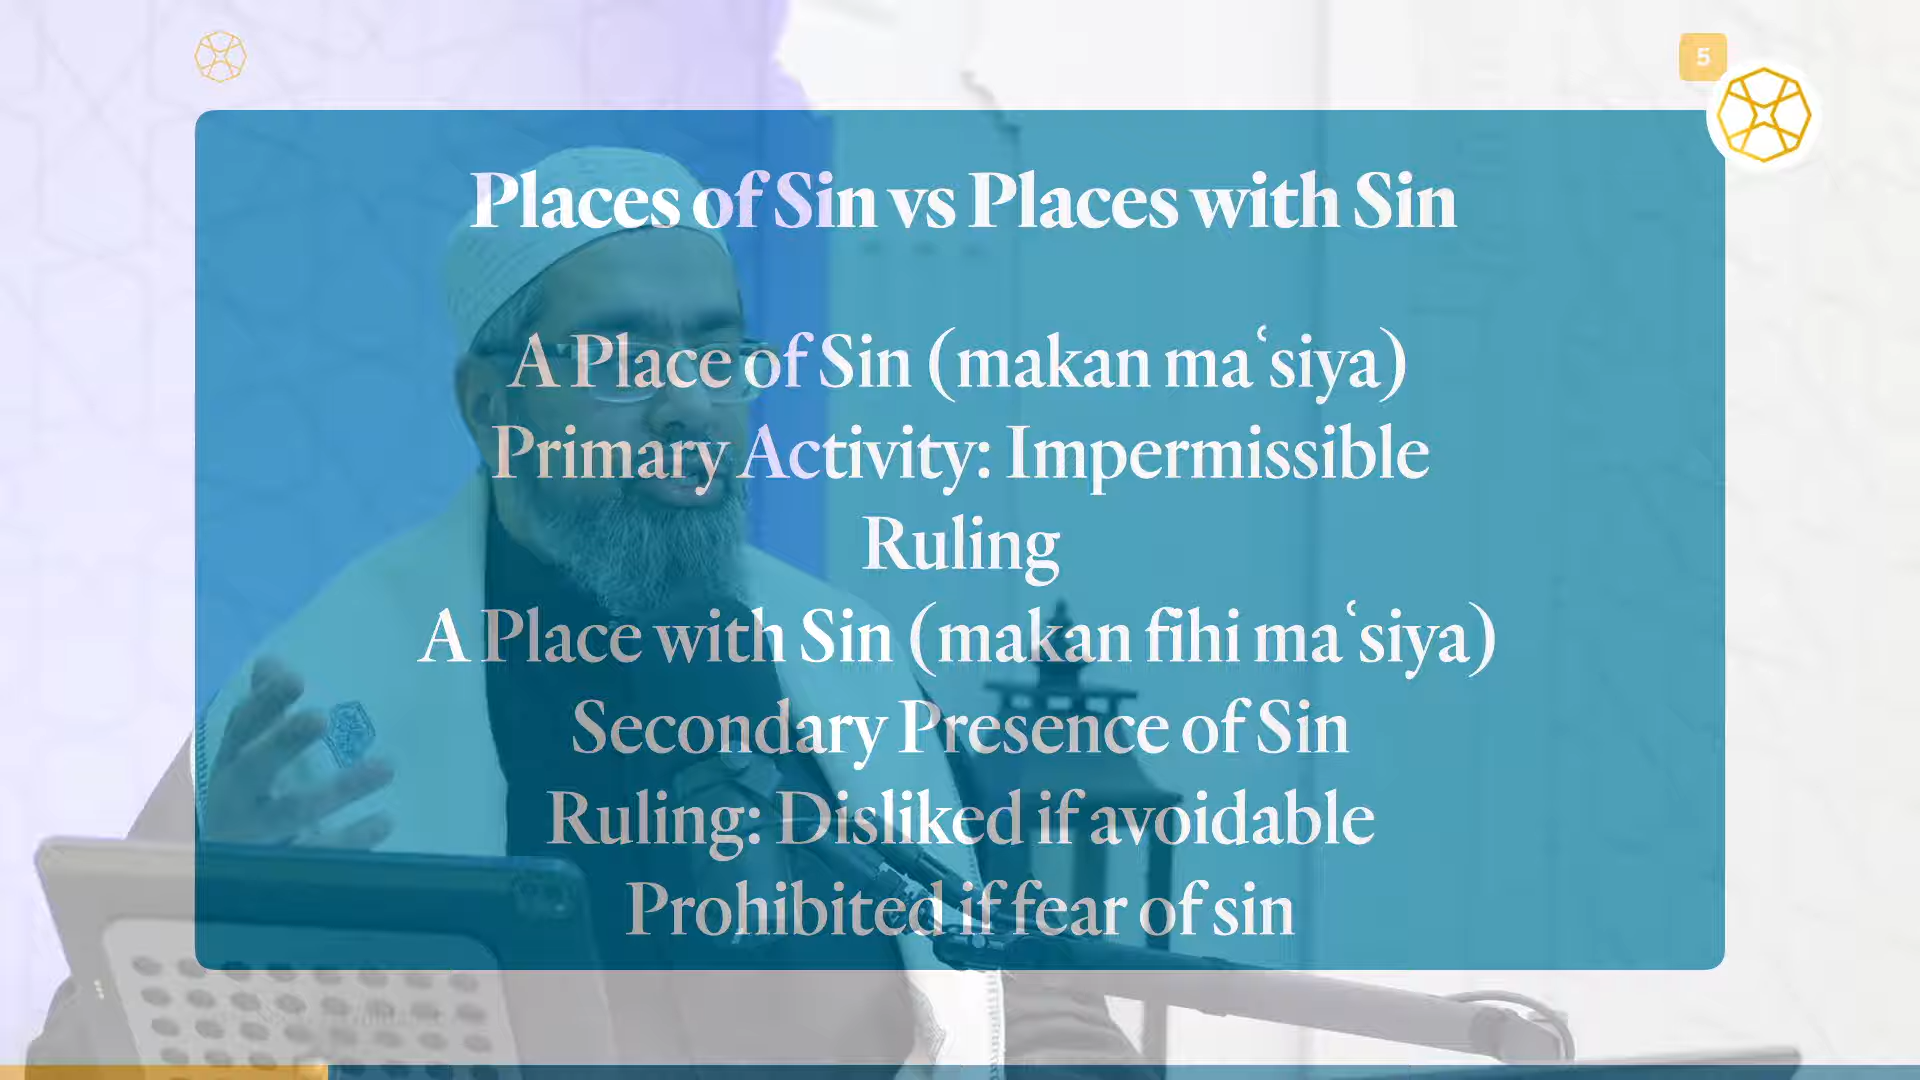 5
Places of Sin vs Places with Sin
A Place of Sin (makan maʿsiya)
Primary Activity: Impermissible
Ruling
A Place with Sin (makan fihi maʿsiya)
Secondary Presence of Sin
Ruling: Disliked if avoidable
Prohibited if fear of sin